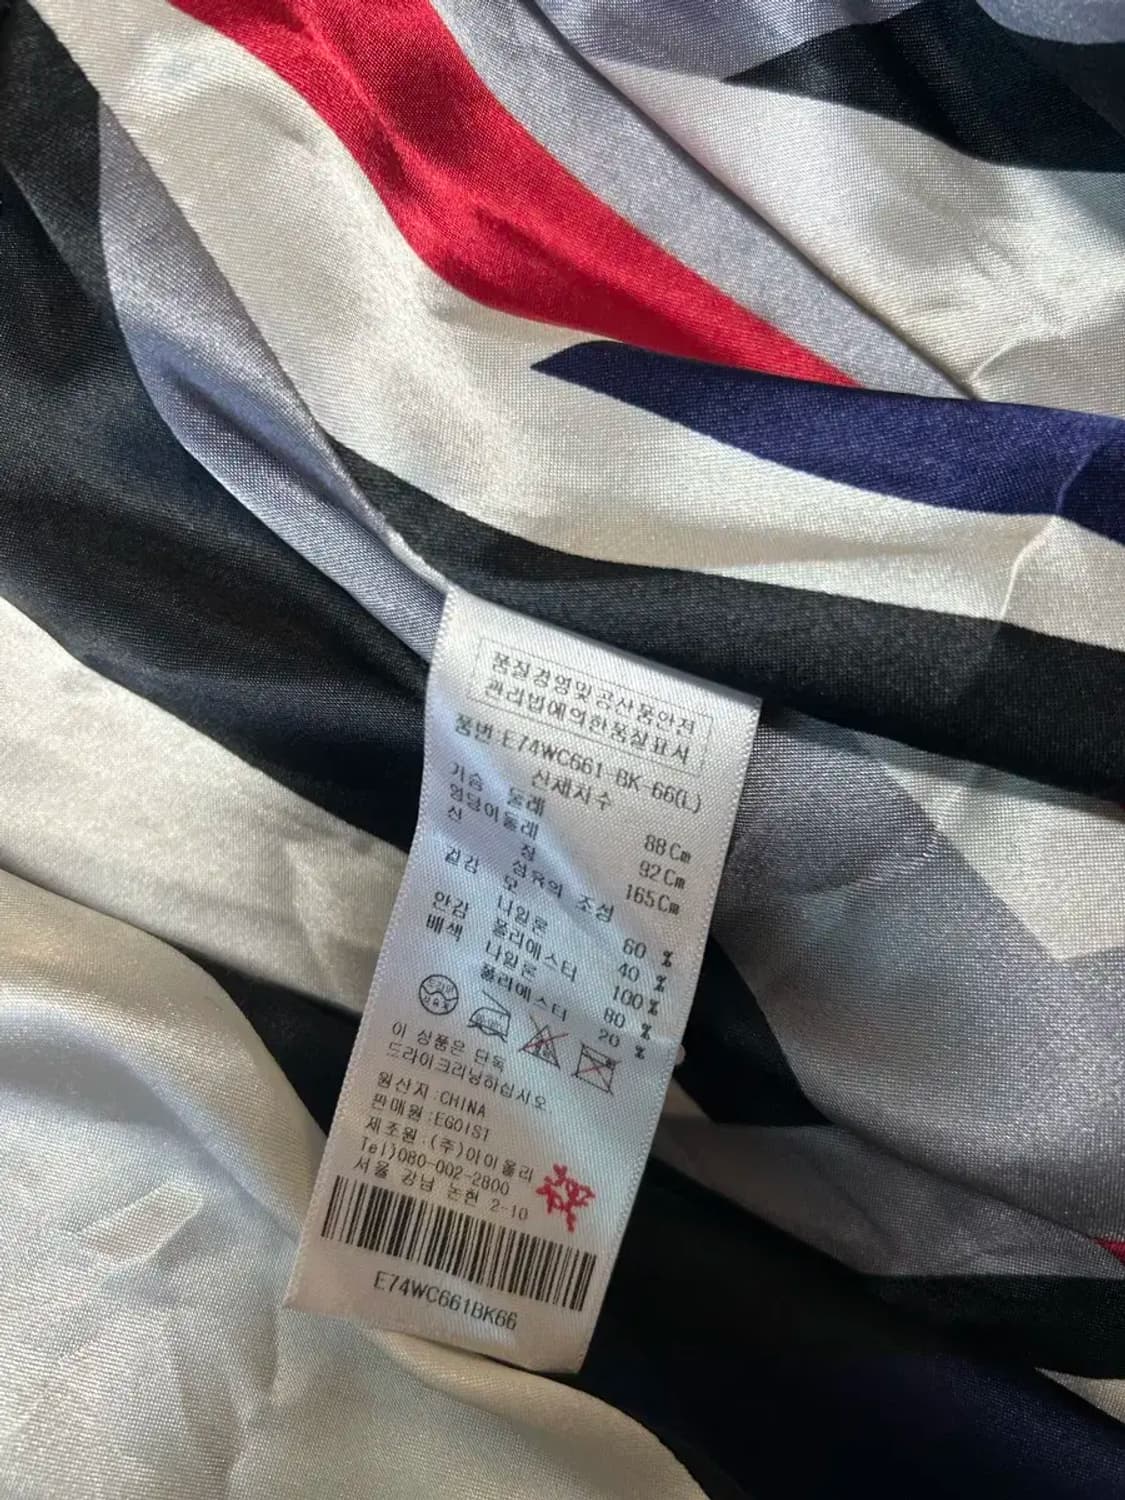 품질경영및공산품안전
관리법에의한품질표시
품번:E74WC661-BK-66(L)
신체치수
가슴 둘레 88Cm
엉덩이둘레 92Cm
신 장 165Cm
섬유의 조성
겉감 모 60 %
나일론 40 %
안감 폴리에스터 100 %
배색 나일론 80 %
폴리에스터 20 %
이 상품은 단독
드라이크리닝하십시오.
원산지:CHINA
판매원:EGOIST
제조원:(주)아이올리
Tel)080-002-2800
서울 강남 논현 2-10
E74WC661BK66